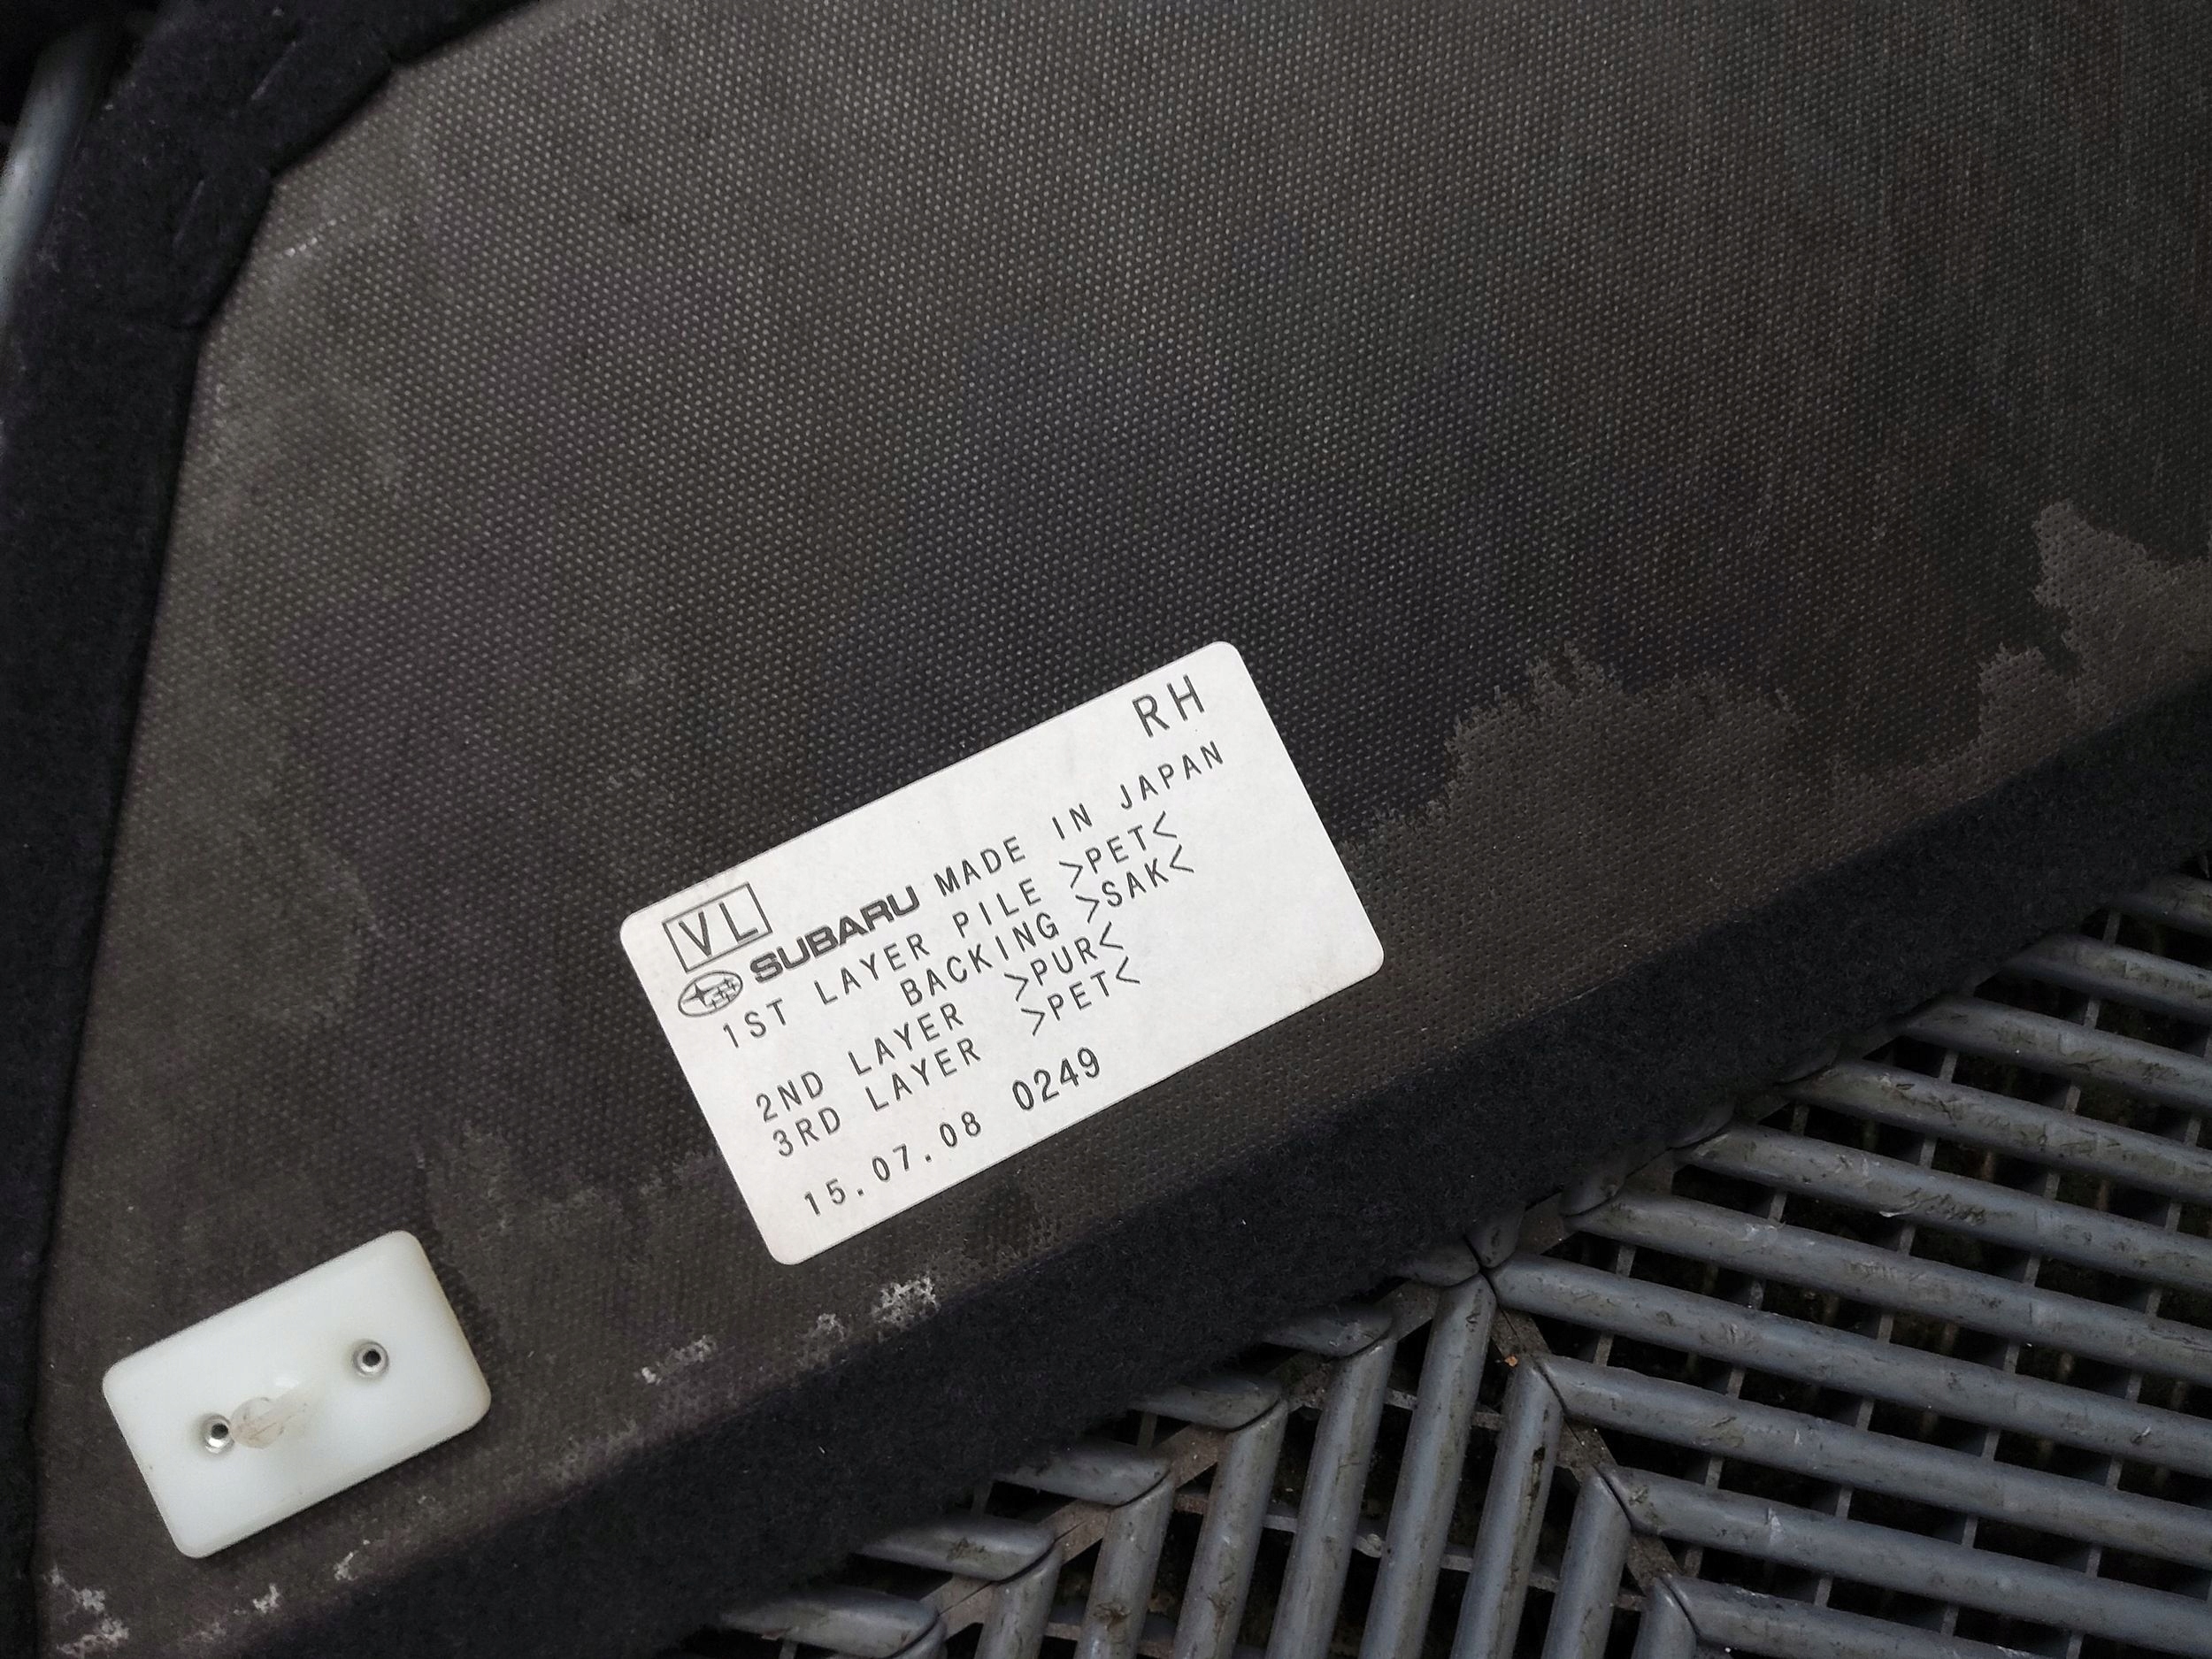 RH
VL
SUBARU MADE IN JAPAN
1ST LAYER PILE >PET<
BACKING >SAK<
2ND LAYER >PUR<
3RD LAYER >PET<
15.07.08 0249